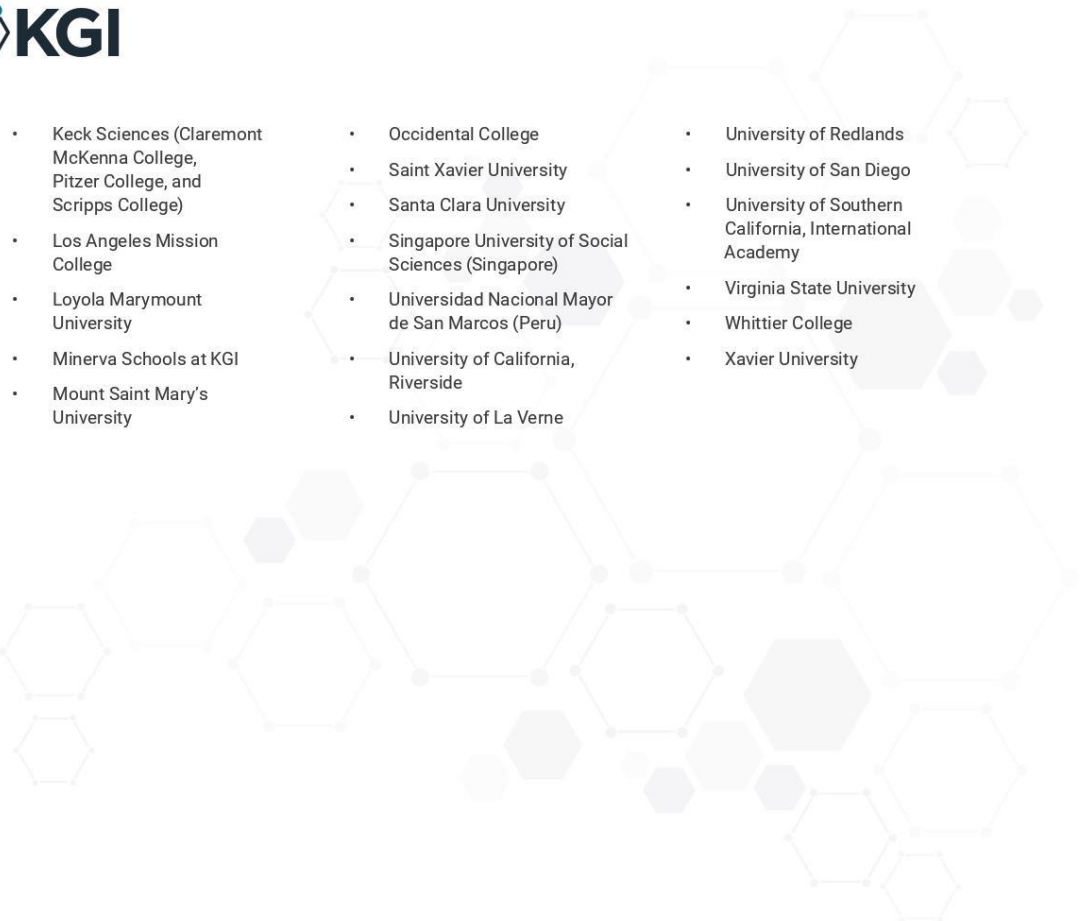 KGI
• Keck Sciences (Claremont
McKenna College,
Pitzer College, and
Scripps College)
• Los Angeles Mission
College
• Loyola Marymount
University
• Minerva Schools at KGI
• Mount Saint Mary’s
University
• Occidental College
• Saint Xavier University
• Santa Clara University
• Singapore University of Social
Sciences (Singapore)
• Universidad Nacional Mayor
de San Marcos (Peru)
• University of California,
Riverside
• University of La Verne
• University of Redlands
• University of San Diego
• University of Southern
California, International
Academy
• Virginia State University
• Whittier College
• Xavier University